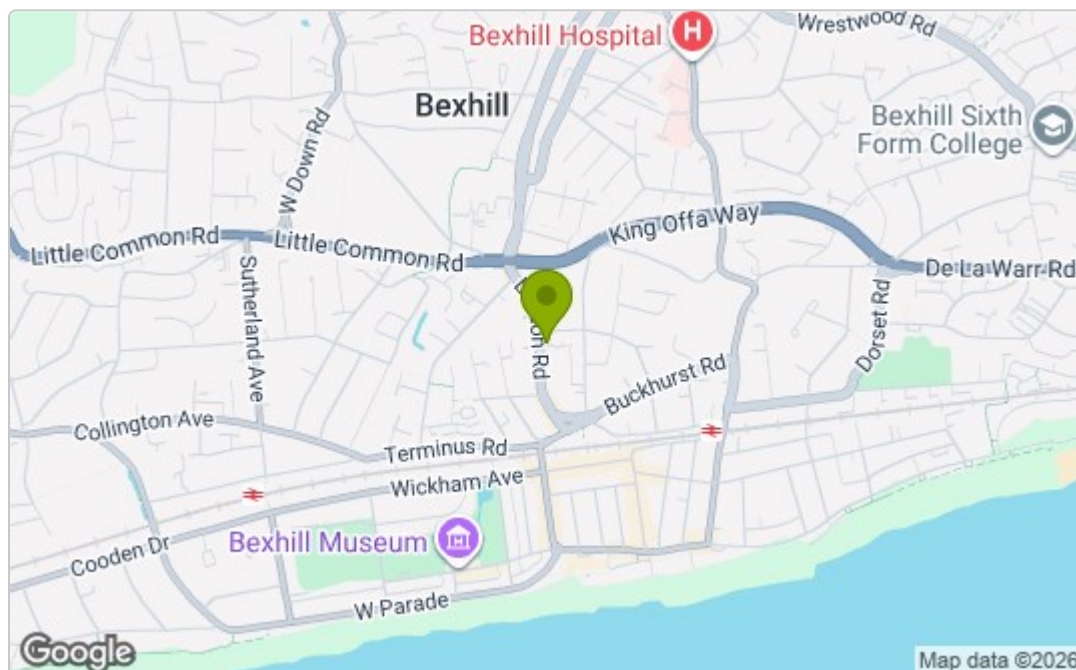 Wrestwood Rd
Bexhill Hospital
H
Bexhill
Bexhill Sixth
Form College
W Down Rd
King Offa Way
Little Common Rd
Little Common Rd
De La Warr Rd
Sutherland Ave
Rd
Dorset Rd
Buckhurst Rd
Collington Ave
Terminus Rd
Wickham Ave
Bexhill Museum
Cooden Dr
W Parade
Google
Map data ©2026